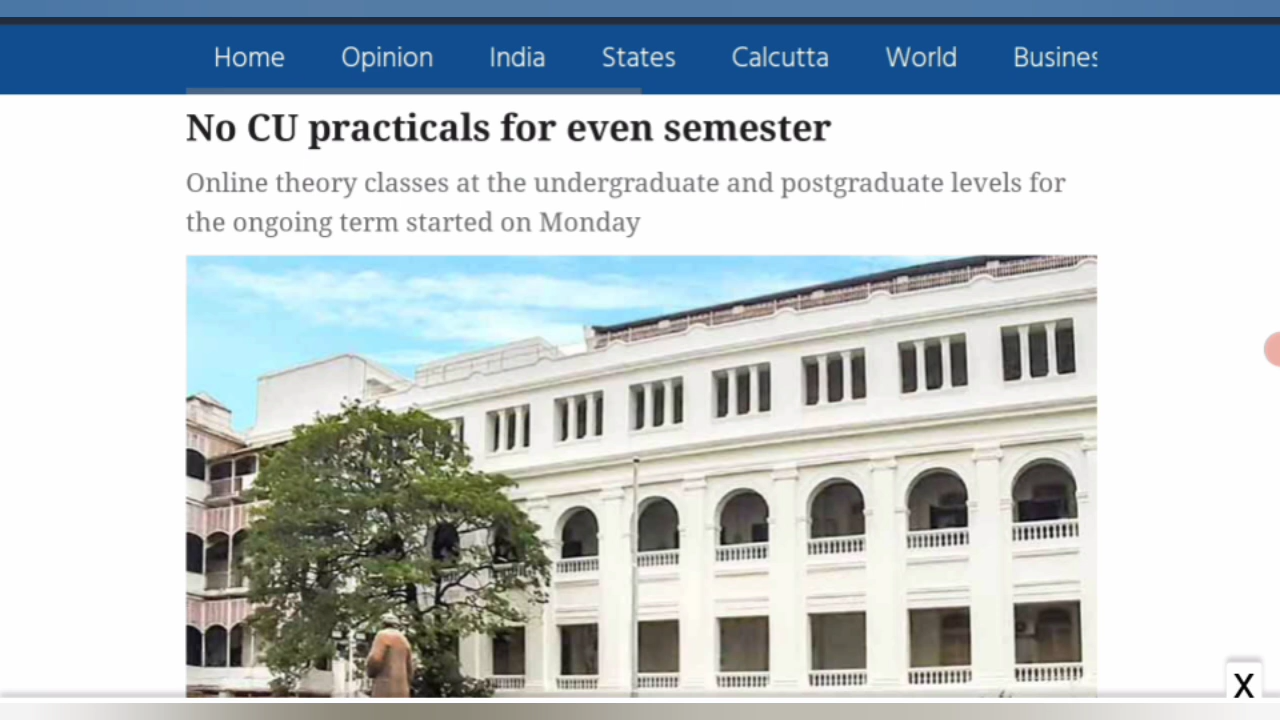 Home Opinion India States Calcutta World Busines
No CU practicals for even semester
Online theory classes at the undergraduate and postgraduate levels for
the ongoing term started on Monday
X